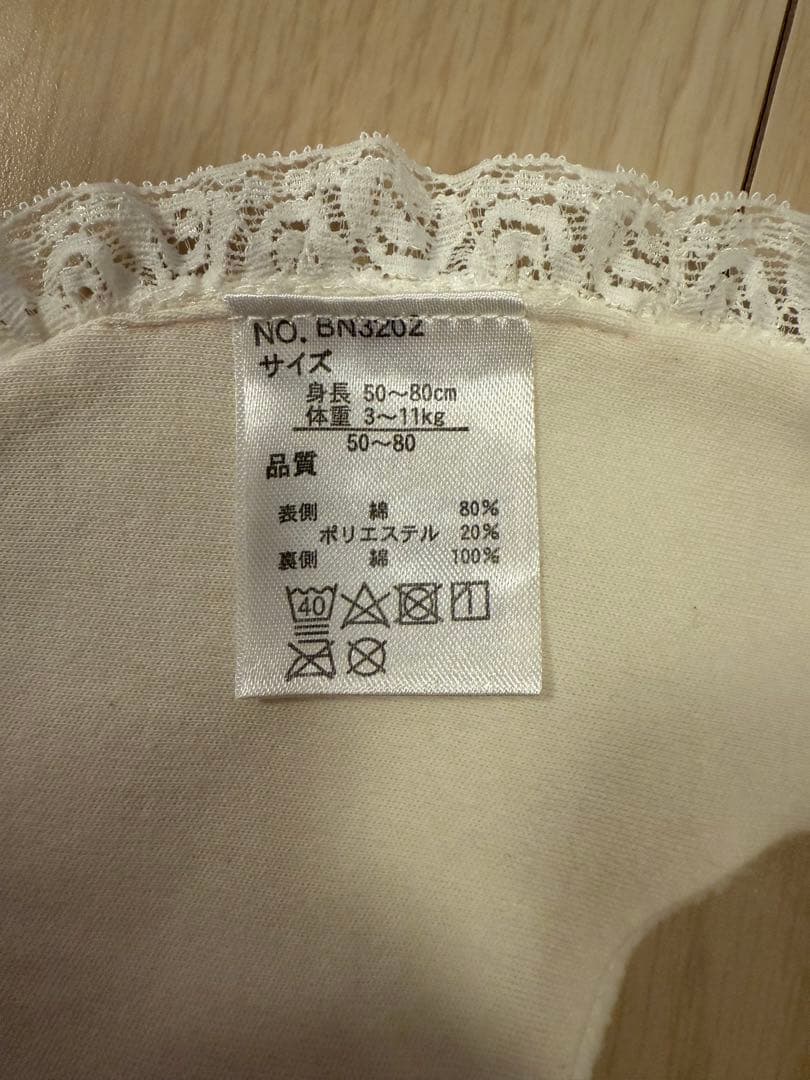 NO. BN3202
サイズ
身長 50～80cm
体重 3～11kg
50～80
品質
表側 綿 80%
ポリエステル 20%
裏側 綿 100%
40